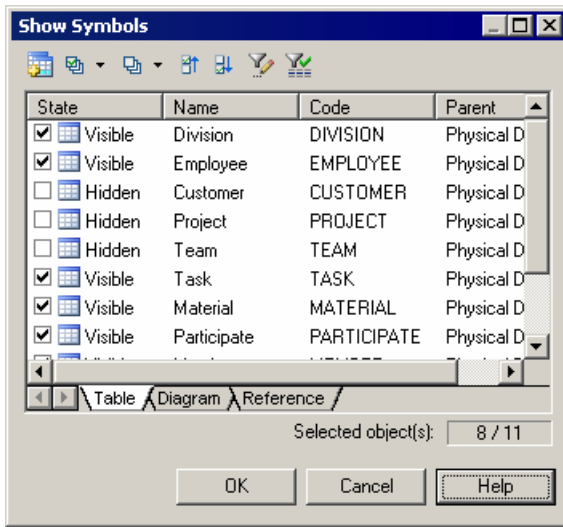 Show Symbols
State Name Code Parent
Visible Division DIVISION Physical D
Visible Employee EMPLOYEE Physical D
Hidden Customer CUSTOMER Physical D
Hidden Project PROJECT Physical D
Hidden Team TEAM Physical D
Visible Task TASK Physical D
Visible Material MATERIAL Physical D
Visible Participate PARTICIPATE Physical D
Table Diagram Reference
Selected object(s): 8 / 11
OK Cancel Help